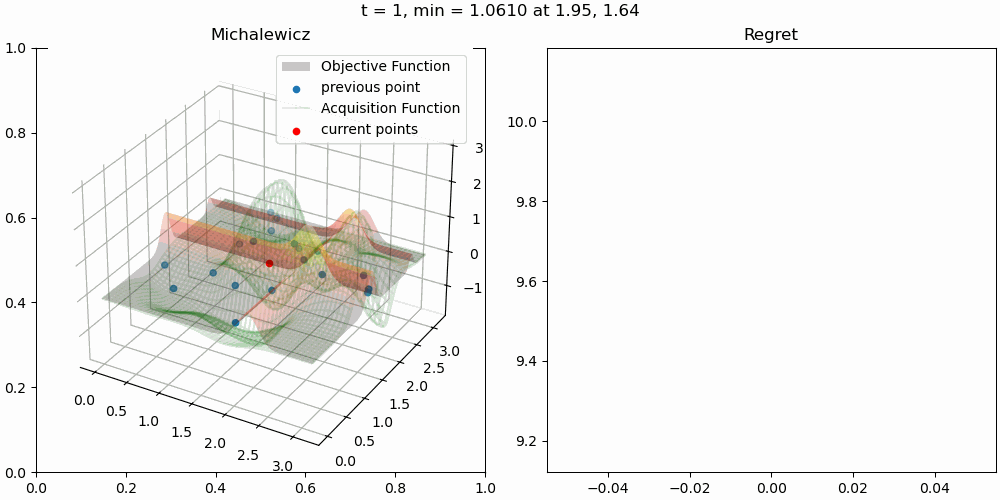 t = 1, min = 1.0610 at 1.95, 1.64
Michalewicz
Objective Function
previous point
Acquisition Function
current points
1.0
0.8
0.6
0.4
0.2
0.0
0.0 0.2 0.4 0.6 0.8 1.0
3
2
1
0
−1
0.0 0.5 1.0 1.5 2.0 2.5 3.0
0.0 0.5 1.0 1.5 2.0 2.5 3.0
Regret
10.0
9.8
9.6
9.4
9.2
−0.04 −0.02 0.00 0.02 0.04